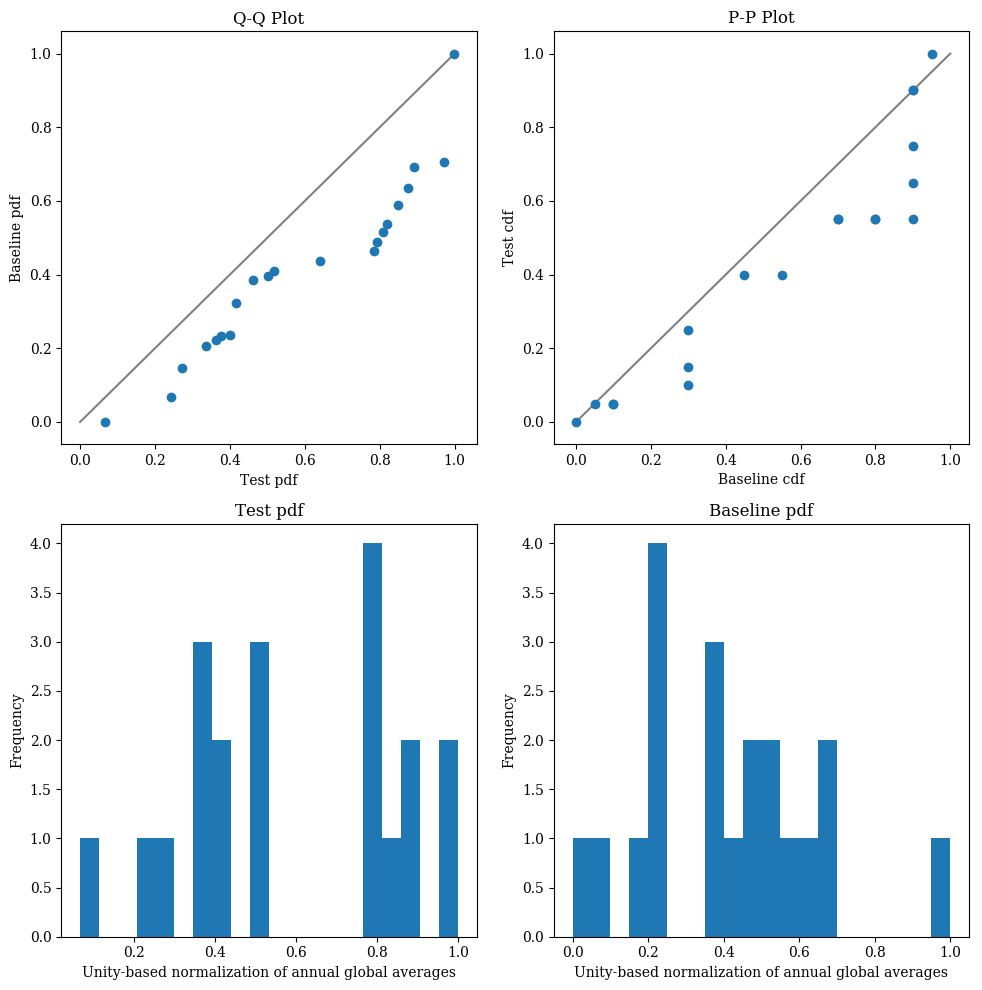 Q-Q Plot
1.0
0.8
0.6
0.4
0.2
0.0
Baseline pdf
0.0 0.2 0.4 0.6 0.8 1.0
Test pdf
P-P Plot
1.0
0.8
0.6
0.4
0.2
0.0
Test cdf
0.0 0.2 0.4 0.6 0.8 1.0
Baseline cdf
Test pdf
4.0
3.5
3.0
2.5
2.0
1.5
1.0
0.5
0.0
Frequency
0.2 0.4 0.6 0.8 1.0
Unity-based normalization of annual global averages
Baseline pdf
4.0
3.5
3.0
2.5
2.0
1.5
1.0
0.5
0.0
Frequency
0.0 0.2 0.4 0.6 0.8 1.0
Unity-based normalization of annual global averages